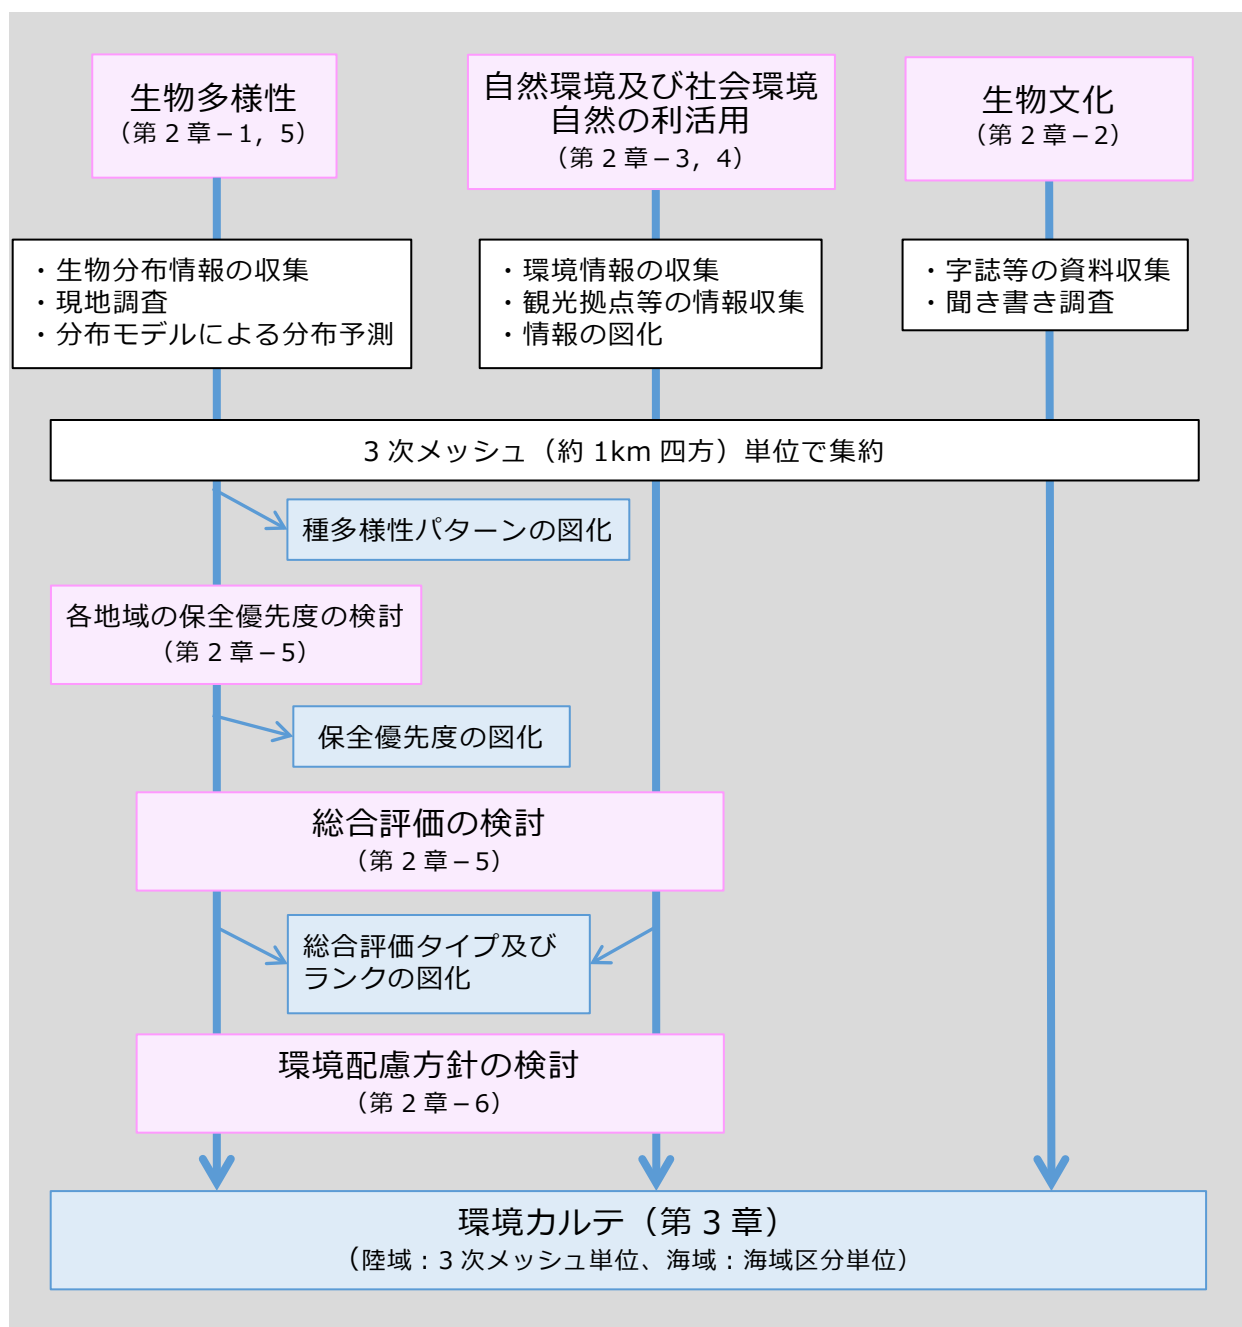 生物多様性
（第２章－1，5）
自然環境及び社会環境
自然の利活用
（第２章－3，4）
生物文化
（第２章－2）
・生物分布情報の収集
・現地調査
・分布モデルによる分布予測
・環境情報の収集
・観光拠点等の情報収集
・情報の図化
・字誌等の資料収集
・聞き書き調査
３次メッシュ（約 1km 四方）単位で集約
種多様性パターンの図化
各地域の保全優先度の検討
（第２章－5）
保全優先度の図化
総合評価の検討
（第２章－5）
総合評価タイプ及び
ランクの図化
環境配慮方針の検討
（第２章－6）
環境カルテ（第３章）
（陸域：３次メッシュ単位、海域：海域区分単位）